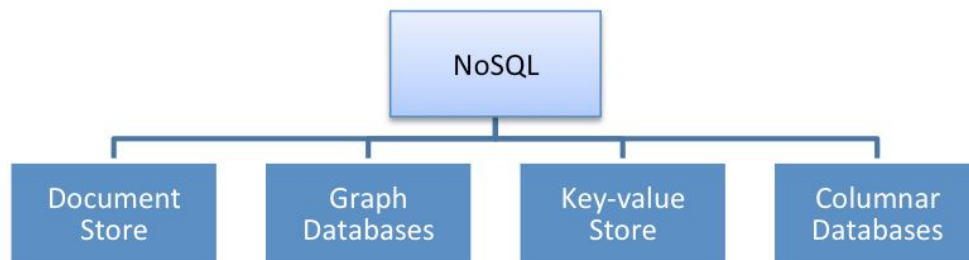 NoSQL
Document
Store
Graph
Databases
Key-value
Store
Columnar
Databases